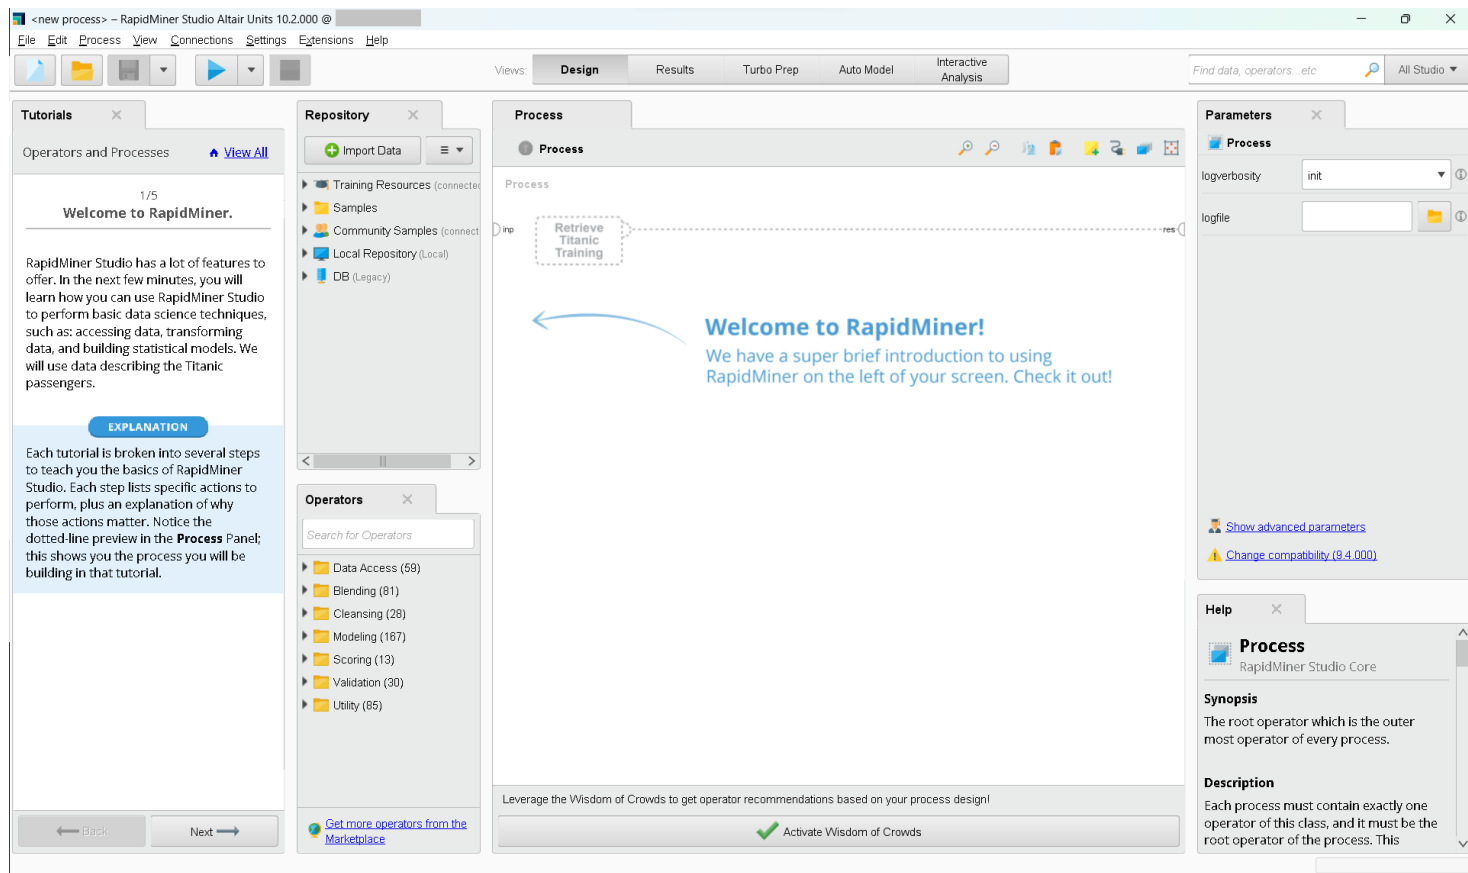 <new process> – RapidMiner Studio Altair Units 10.2.000 @
File Edit Process View Connections Settings Extensions Help
Views: Design Results Turbo Prep Auto Model Interactive Analysis
Find data, operators...etc
All Studio
Tutorials
Operators and Processes View All
1/5
Welcome to RapidMiner.
RapidMiner Studio has a lot of features to
offer. In the next few minutes, you will
learn how you can use RapidMiner Studio
to perform basic data science techniques,
such as: accessing data, transforming
data, and building statistical models. We
will use data describing the Titanic
passengers.
EXPLANATION
Each tutorial is broken into several steps
to teach you the basics of RapidMiner
Studio. Each step lists specific actions to
perform, plus an explanation of why
those actions matter. Notice the
dotted-line preview in the Process Panel;
this shows you the process you will be
building in that tutorial.
Back Next
Repository
Import Data
Training Resources (connected
Samples
Community Samples (connect
Local Repository (Local)
DB (Legacy)
Operators
Search for Operators
Data Access (59)
Blending (81)
Cleansing (28)
Modeling (167)
Scoring (13)
Validation (30)
Utility (85)
Get more operators from the
Marketplace
Process
Process
Process
inp
Retrieve
Titanic
Training
res
Welcome to RapidMiner!
We have a super brief introduction to using
RapidMiner on the left of your screen. Check it out!
Leverage the Wisdom of Crowds to get operator recommendations based on your process design!
Activate Wisdom of Crowds
Parameters
Process
logverbosity init
logfile
Show advanced parameters
Change compatibility (9.4.000)
Help
Process
RapidMiner Studio Core
Synopsis
The root operator which is the outer
most operator of every process.
Description
Each process must contain exactly one
operator of this class, and it must be the
root operator of the process. This